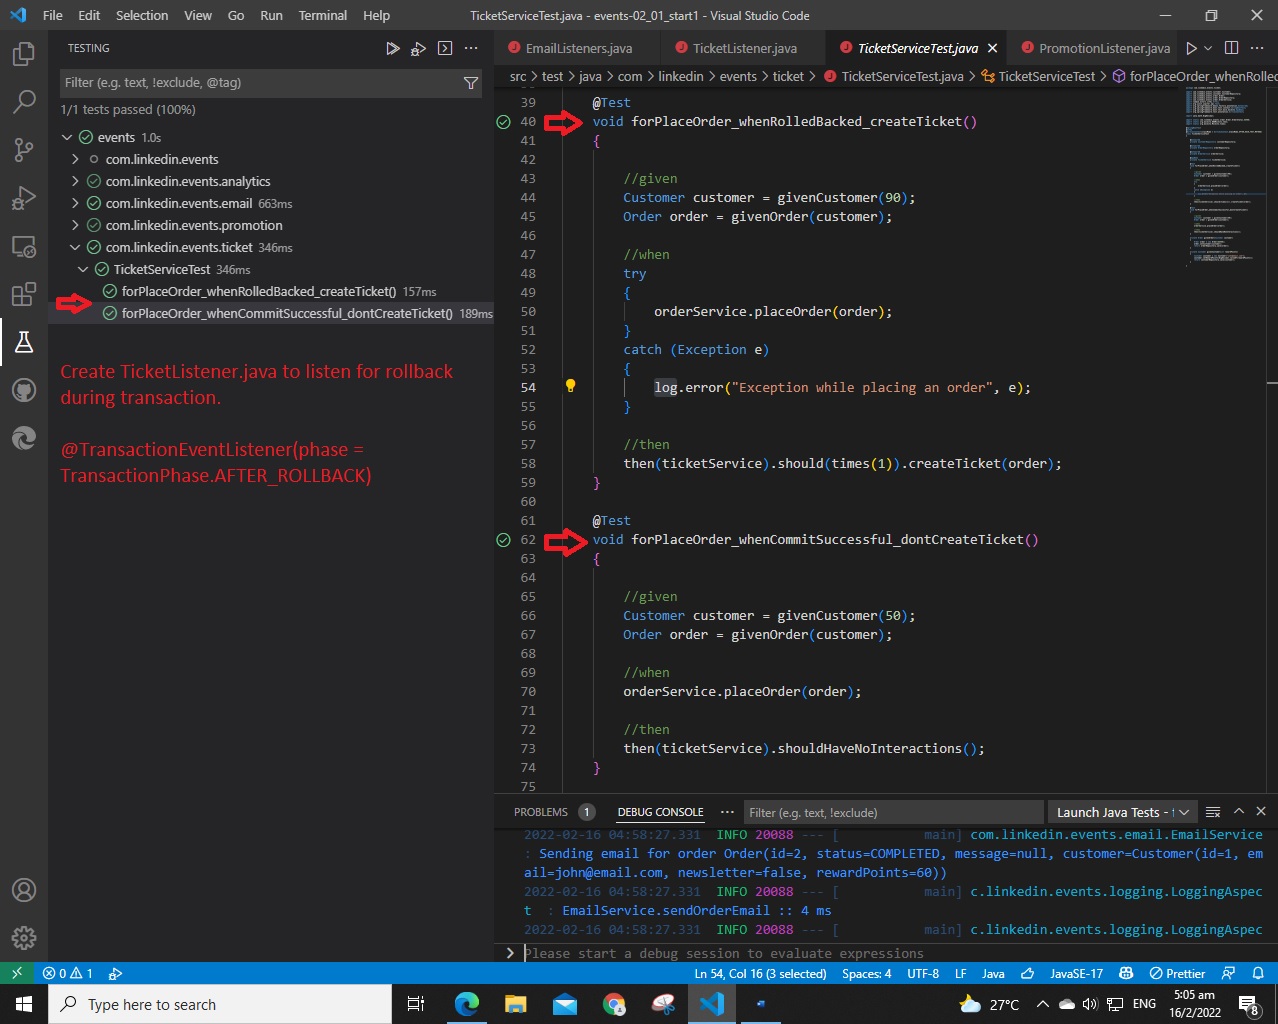 File Edit Selection View Go Run Terminal Help
TicketServiceTest.java - events-02_01_start1 - Visual Studio Code
TESTING
EmailListeners.java
TicketListener.java
TicketServiceTest.java
PromotionListener.java
src > test > java > com > linkedin > events > ticket > TicketServiceTest.java > TicketServiceTest > forPlaceOrder_whenRolled
Filter (e.g. text, !exclude, @tag)
1/1 tests passed (100%)
events 1.0s
com.linkedin.events
com.linkedin.events.analytics
com.linkedin.events.email 663ms
com.linkedin.events.promotion
com.linkedin.events.ticket 346ms
TicketServiceTest 346ms
forPlaceOrder_whenRolledBacked_createTicket() 157ms
forPlaceOrder_whenCommitSuccessful_dontCreateTicket() 189ms
Create TicketListener.java to listen for rollback
during transaction.
@TransactionEventListener(phase =
TransactionPhase.AFTER_ROLLBACK)
39 @Test
40 void forPlaceOrder_whenRolledBacked_createTicket()
41 {
42
43 //given
44 Customer customer = givenCustomer(90);
45 Order order = givenOrder(customer);
46
47 //when
48 try
49 {
50 orderService.placeOrder(order);
51 }
52 catch (Exception e)
53 {
54 log.error("Exception while placing an order", e);
55 }
56
57 //then
58 then(ticketService).should(times(1)).createTicket(order);
59 }
60
61 @Test
62 void forPlaceOrder_whenCommitSuccessful_dontCreateTicket()
63 {
64
65 //given
66 Customer customer = givenCustomer(50);
67 Order order = givenOrder(customer);
68
69 //when
70 orderService.placeOrder(order);
71
72 //then
73 then(ticketService).shouldHaveNoInteractions();
74 }
75
PROBLEMS 1 DEBUG CONSOLE ··· Filter (e.g. text, !exclude) Launch Java Tests -
2022-02-16 04:58:27.331 INFO 20088 --- [ main] com.linkedin.events.email.EmailService
: Sending email for order Order(id=2, status=COMPLETED, message=null, customer=Customer(id=1, em
ail=john@email.com, newsletter=false, rewardPoints=60))
2022-02-16 04:58:27.331 INFO 20088 --- [ main] c.linkedin.events.logging.LoggingAspec
t : EmailService.sendOrderEmail :: 4 ms
2022-02-16 04:58:27.331 INFO 20088 --- [ main] c.linkedin.events.logging.LoggingAspec
> Please start a debug session to evaluate expressions
0 1
Ln 54, Col 16 (3 selected) Spaces: 4 UTF-8 LF Java JavaSE-17 Prettier
Type here to search
27°C
ENG
5:05 am
16/2/2022
8